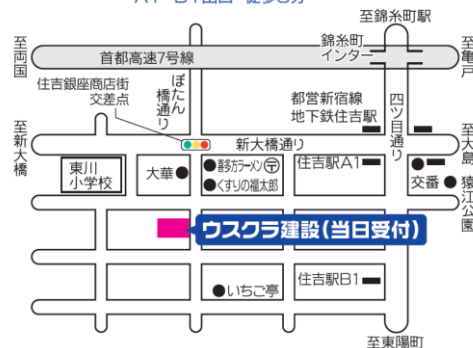 至錦糸町駅
至両国
首都高速7号線
錦糸町
インター
至亀戸
住吉銀座商店街
交差点
ぼたん
橋通り
都営新宿線
地下鉄住吉駅
四ツ目通り
至新大橋
新大橋通り
至大島
東川
小学校
大華
喜多方ラーメン〒
くすりの福太郎
住吉駅A1
交番
猿江公園
ウスクラ建設(当日受付)
いちご亭
住吉駅B1
至東陽町